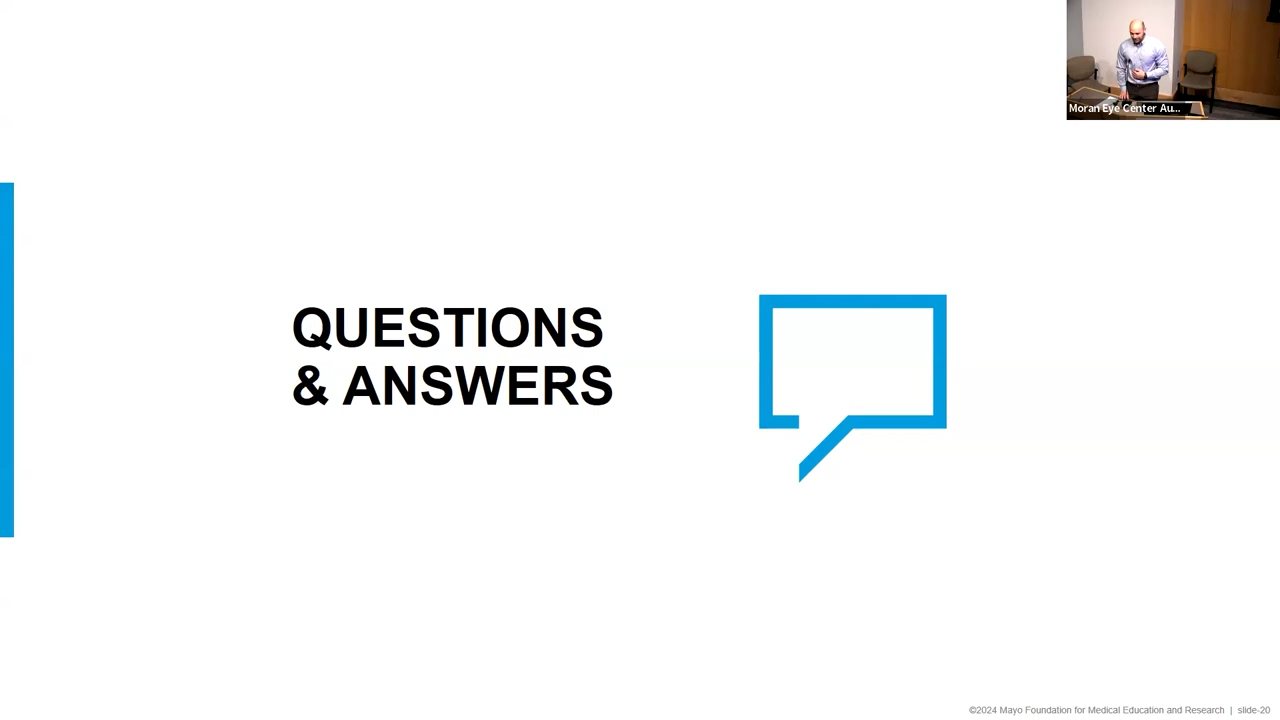 Moran Eye Center Au...
QUESTIONS
& ANSWERS
©2024 Mayo Foundation for Medical Education and Research | slide-20